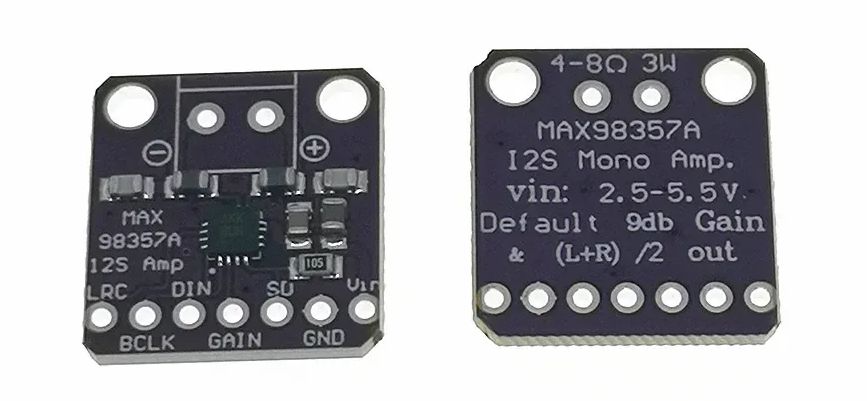 MAX
98357A
I2S Amp
105
LRC DIN SD Vin
BCLK GAIN GND
4-8Ω 3W
MAX98357A
I2S Mono Amp.
vin: 2.5-5.5V
Default 9db Gain
& (L+R) /2 out